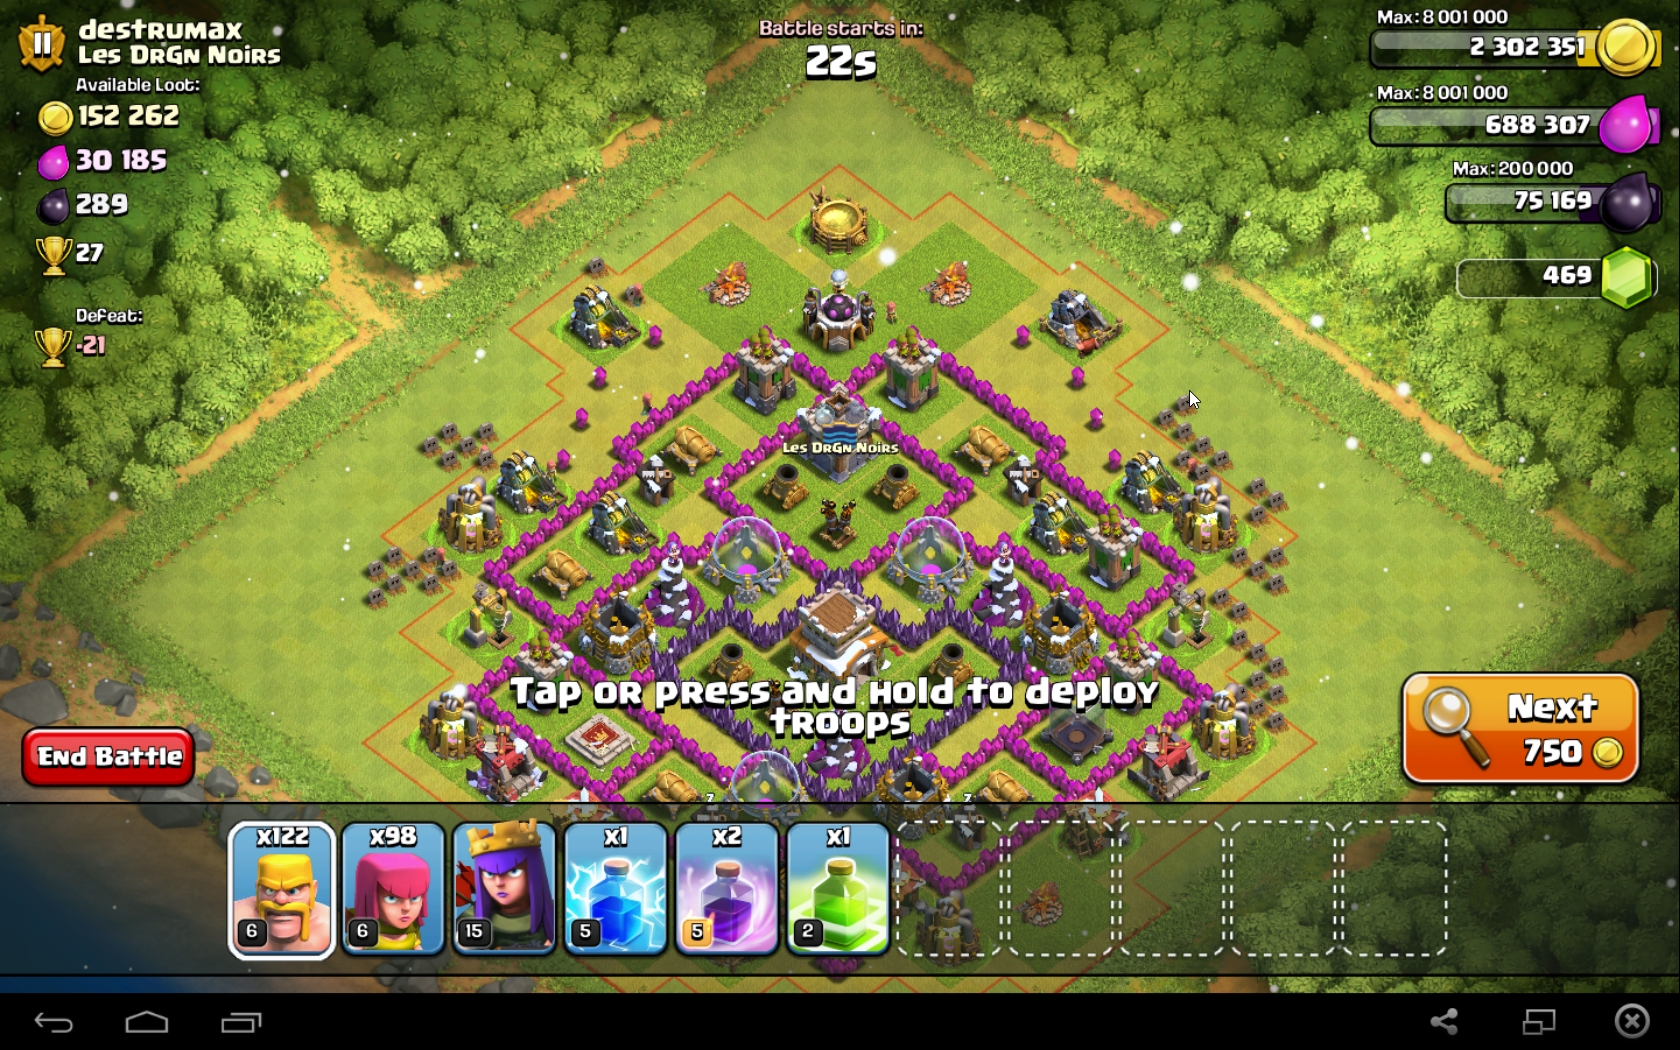 destrumax
Les DrGn Noirs
Available Loot:
152 262
30 185
289
27
Defeat:
-21
Battle starts in:
22s
Max: 8 001 000
2 302 351
Max: 8 001 000
688 307
Max: 200 000
75 169
469
Les DrGn Noirs
Tap or press and hold to deploy
troops
End Battle
Next
750
7
7
x122
x98
x1
x2
x1
6
6
15
5
5
2